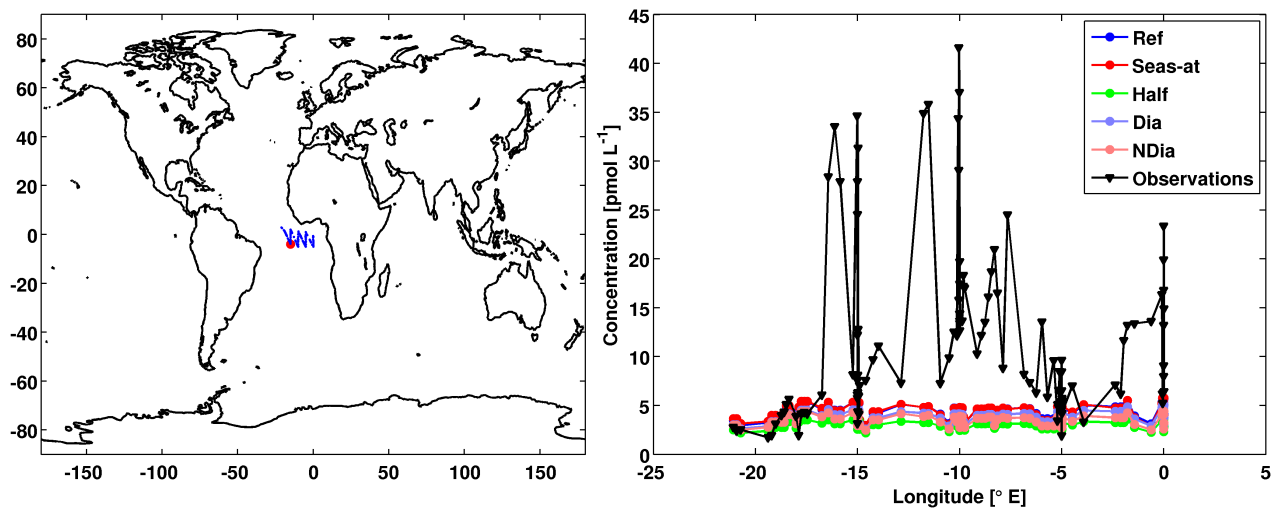 80
60
40
20
0
-20
-40
-60
-80
-150 -100 -50 0 50 100 150
Concentration [pmol L-1]
45
40
35
30
25
20
15
10
5
0
-25 -20 -15 -10 -5 0 5
Longitude [° E]
Ref
Seas-at
Half
Dia
NDia
Observations